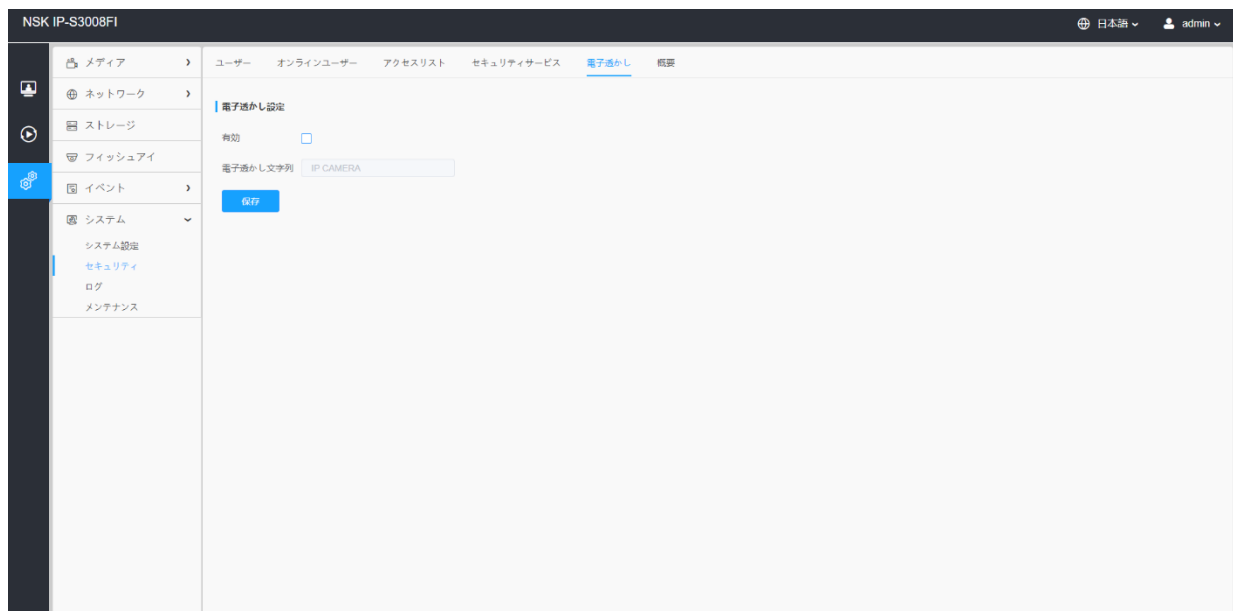 NSK IP-S3008FI
日本語
admin
メディア
ネットワーク
ストレージ
フィッシュアイ
イベント
システム
システム設定
セキュリティ
ログ
メンテナンス
ユーザー オンラインユーザー アクセスリスト セキュリティサービス 電子透かし 概要
電子透かし設定
有効
電子透かし文字列 IP CAMERA
保存